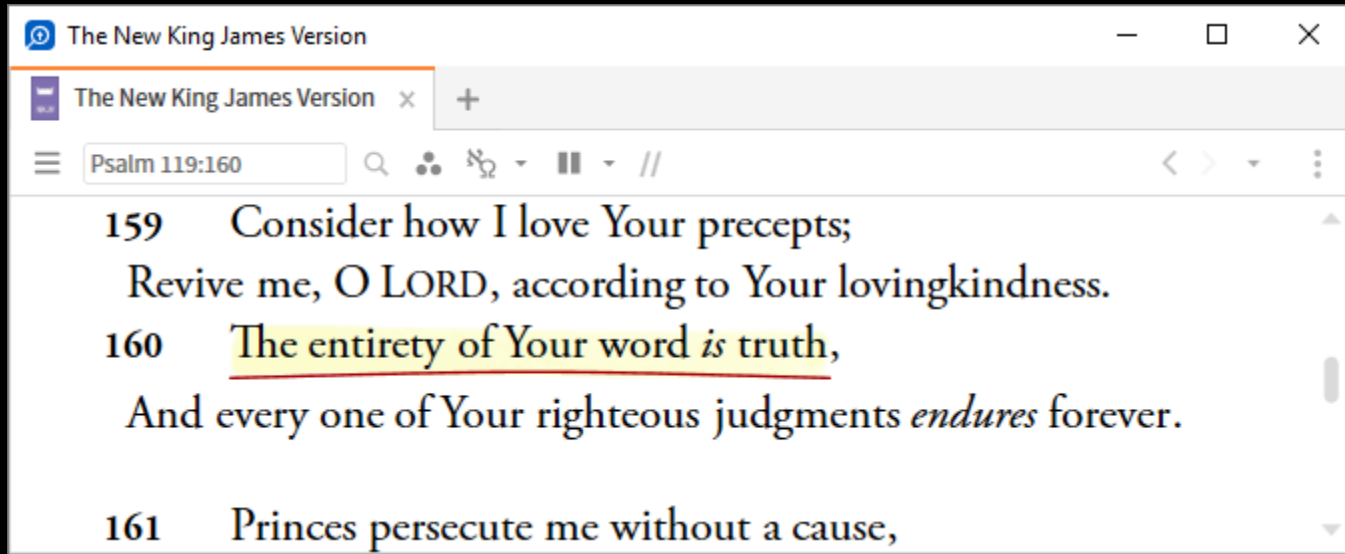 The New King James Version
The New King James Version
Psalm 119:160
159 Consider how I love Your precepts;
Revive me, O LORD, according to Your lovingkindness.
160 The entirety of Your word is truth,
And every one of Your righteous judgments endures forever.
161 Princes persecute me without a cause,